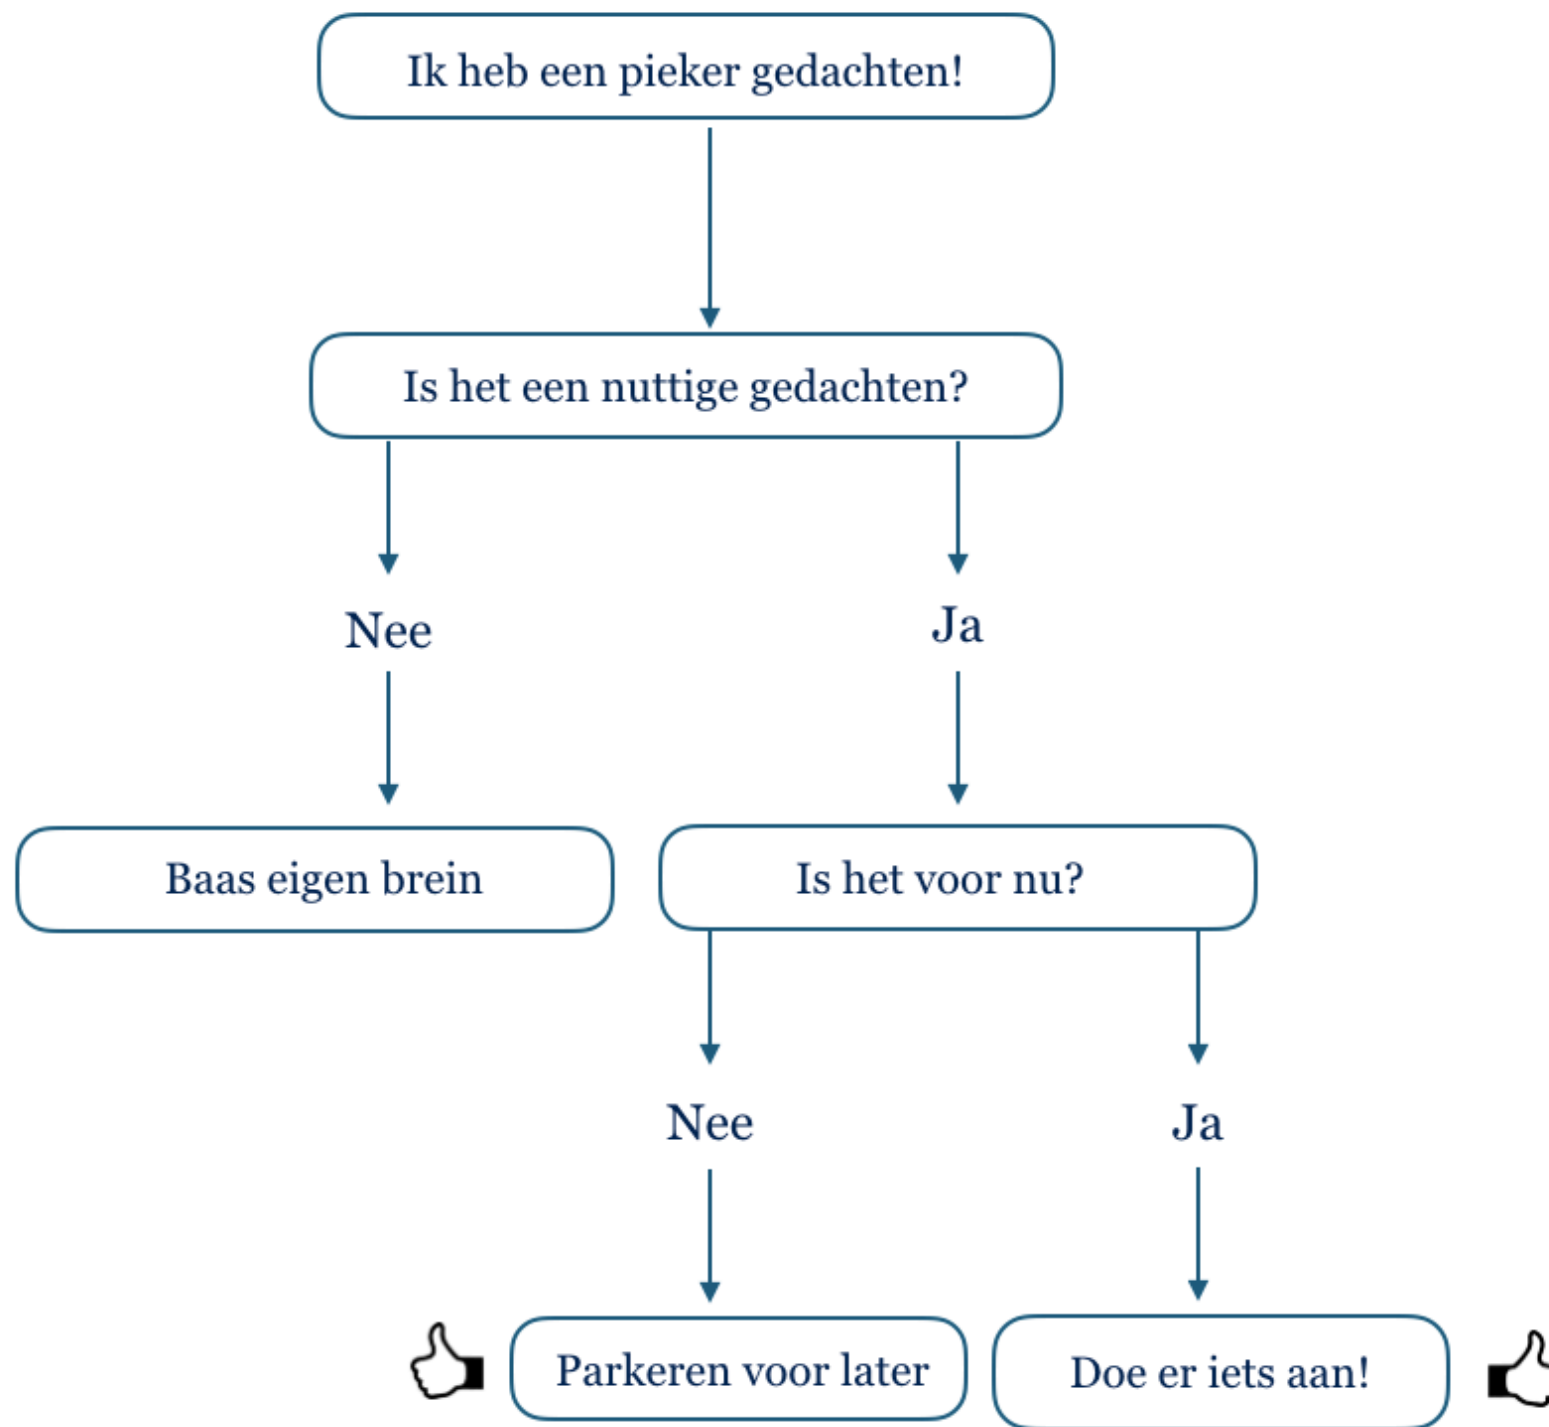 Ik heb een pieker gedachten!
Is het een nuttige gedachten?
Nee
Ja
Baas eigen brein
Is het voor nu?
Nee
Ja
Parkeren voor later
Doe er iets aan!